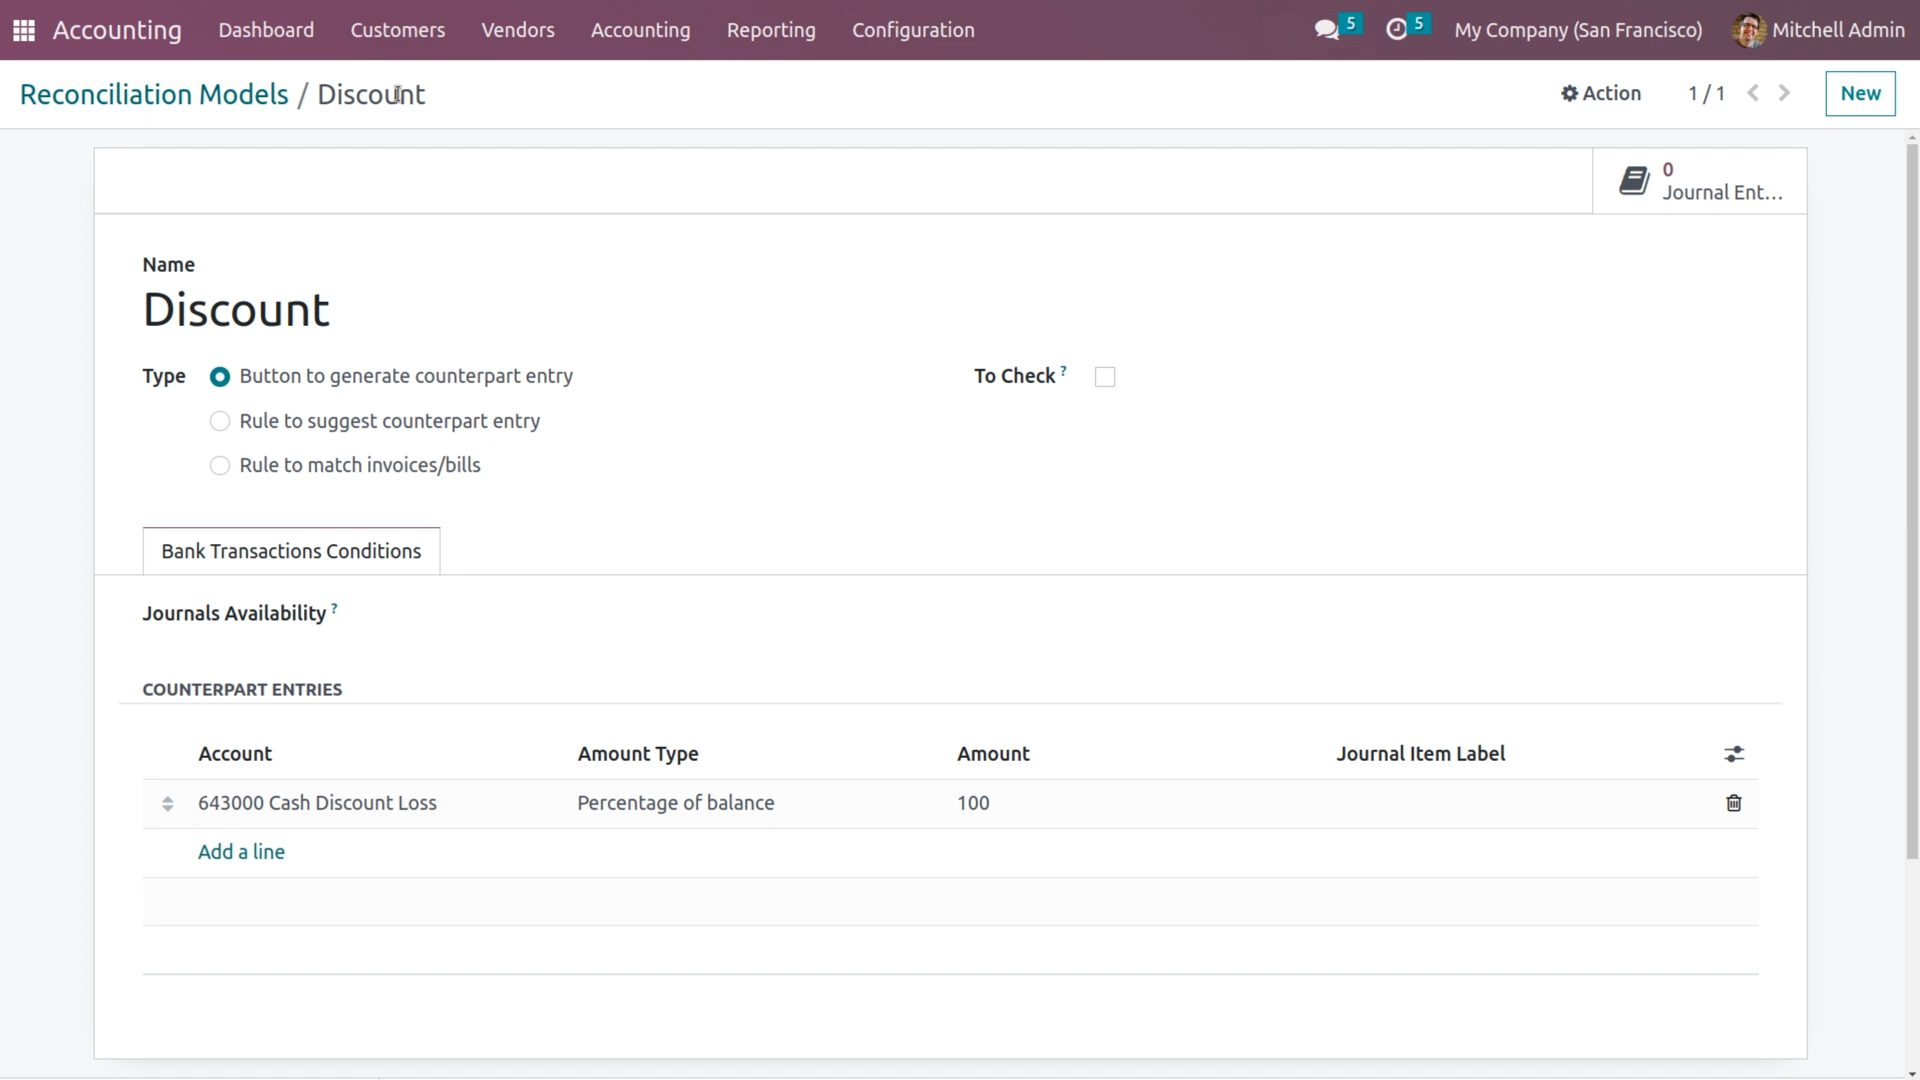 Accounting Dashboard Customers Vendors Accounting Reporting Configuration 5 5 My Company (San Francisco) Mitchell Admin
Reconciliation Models / Discount Action 1 / 1 New
0
Journal Ent...
Name
Discount
Type Button to generate counterpart entry To Check ?
Rule to suggest counterpart entry
Rule to match invoices/bills
Bank Transactions Conditions
Journals Availability ?
COUNTERPART ENTRIES
Account Amount Type Amount Journal Item Label
643000 Cash Discount Loss Percentage of balance 100
Add a line